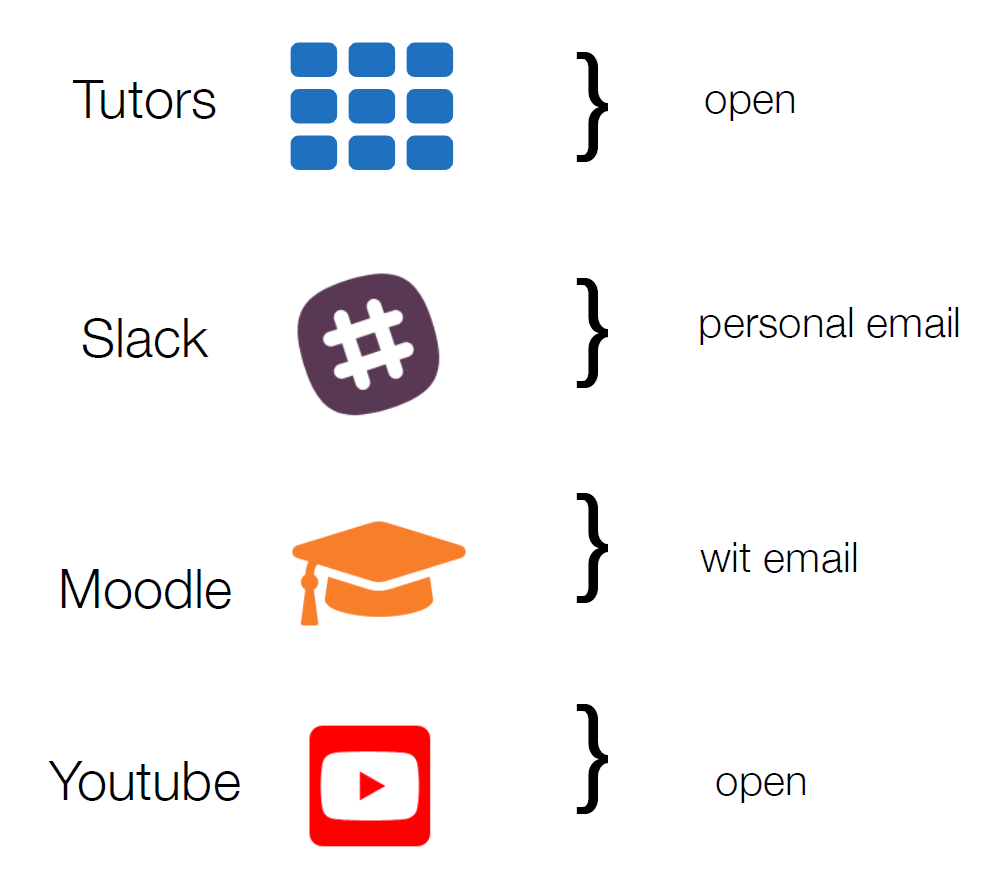 Tutors } open
Slack } personal email
Moodle } wit email
Youtube } open